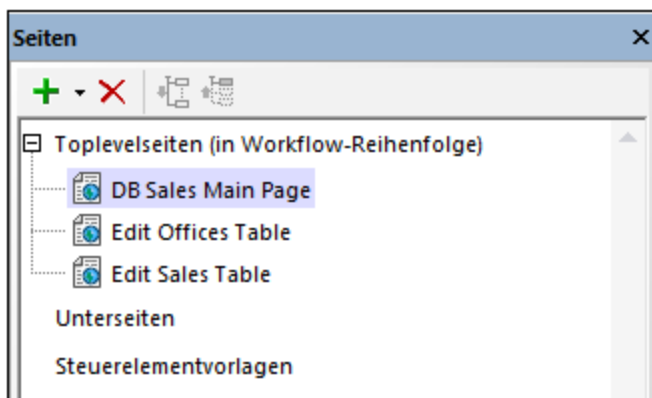 Seiten
Toplevelseiten (in Workflow-Reihenfolge)
DB Sales Main Page
Edit Offices Table
Edit Sales Table
Unterseiten
Steuerelementvorlagen